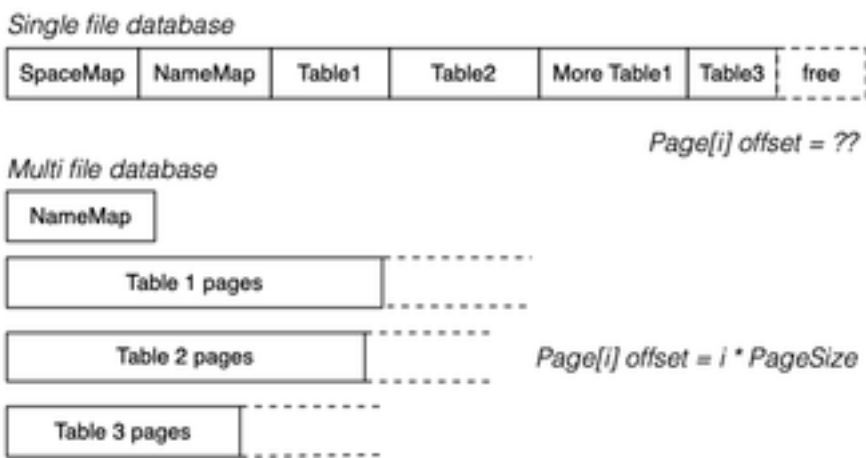 Single file database
SpaceMap NameMap Table1 Table2 More Table1 Table3 free
Page[i] offset = ??
Multi file database
NameMap
Table 1 pages
Table 2 pages
Page[i] offset = i * PageSize
Table 3 pages